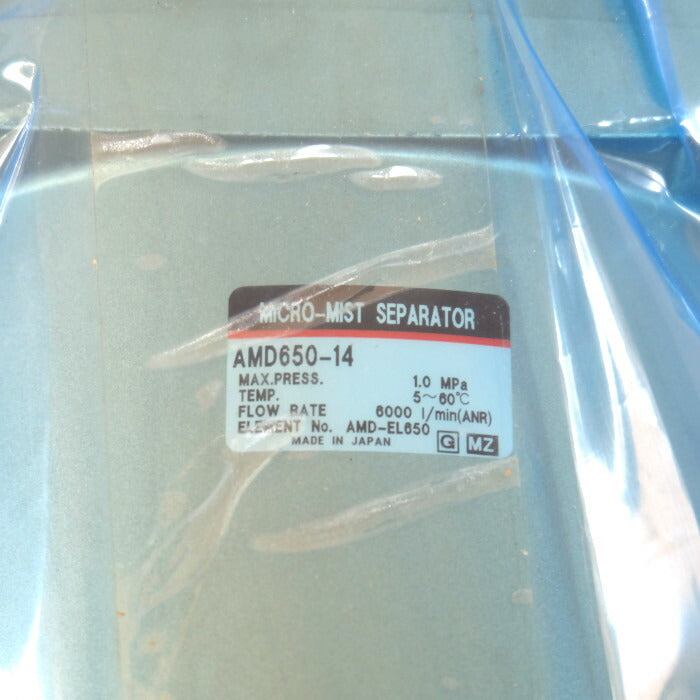 MICRO-MIST SEPARATOR
AMD650-14
MAX.PRESS. 1.0 MPa
TEMP. 5～60℃
FLOW RATE 6000 l/min(ANR)
ELEMENT No. AMD-EL650
MADE IN JAPAN G MZ